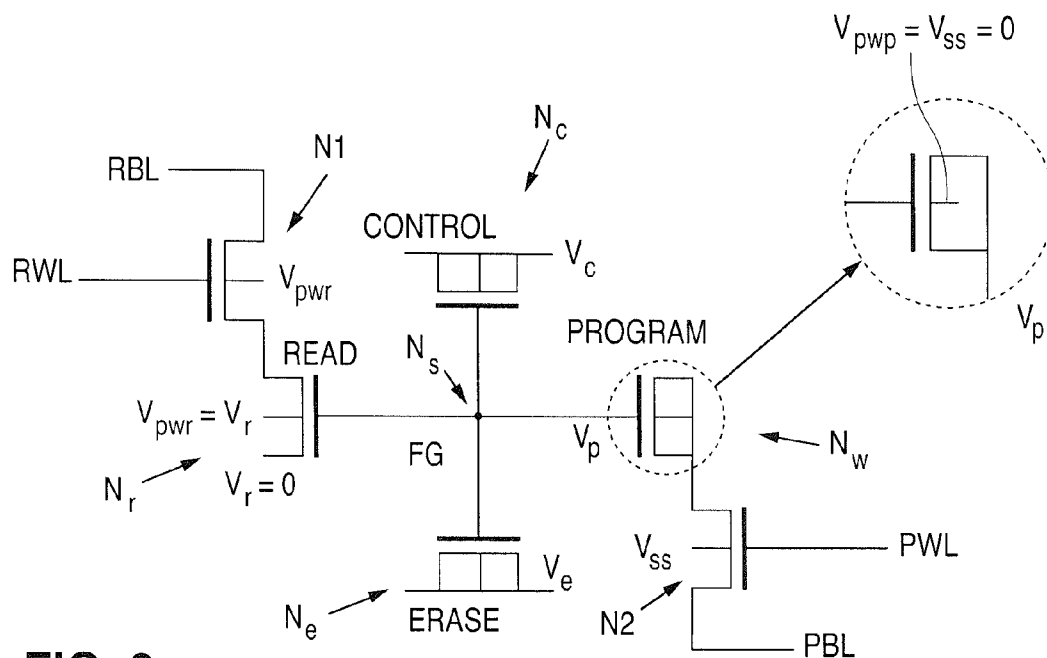 V_pwp = V_ss = 0
N_c
N1
RBL
CONTROL
V_c
RWL
V_pwr
V_p
PROGRAM
READ
N_s
V_pwr = V_r
V_p
N_w
FG
N_r
V_r = 0
V_ss
PWL
V_e
N_e
ERASE
N2
PBL